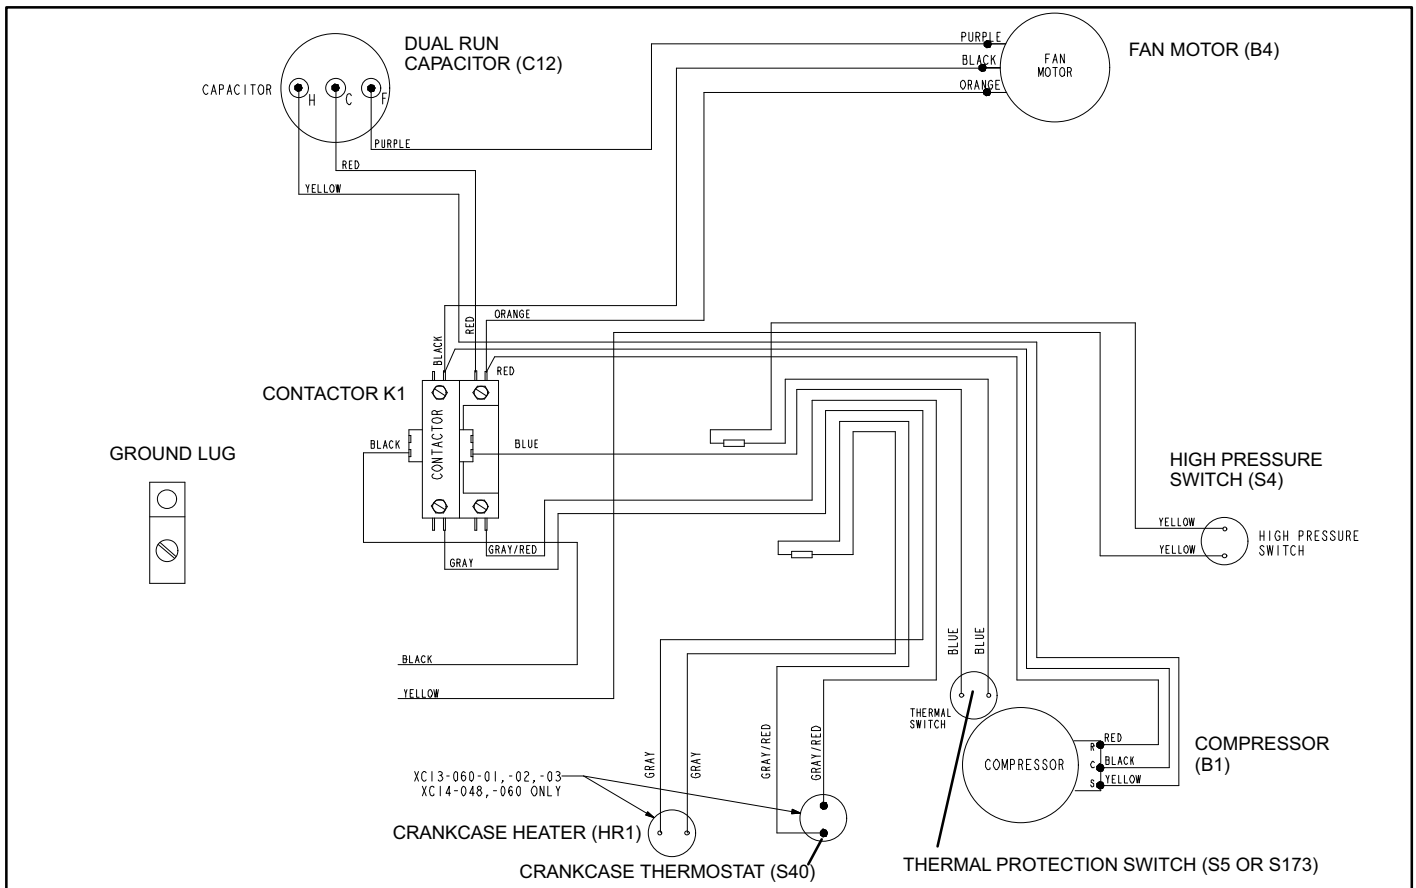 DUAL RUN
CAPACITOR (C12)
CAPACITOR
H
C
F
PURPLE
RED
YELLOW
PURPLE
BLACK
ORANGE
FAN
MOTOR
FAN MOTOR (B4)
BLACK
RED
ORANGE
RED
CONTACTOR K1
CONTACTOR
BLACK
BLUE
GROUND LUG
GRAY/RED
GRAY
HIGH PRESSURE
SWITCH (S4)
YELLOW
YELLOW
HIGH PRESSURE
SWITCH
BLACK
YELLOW
BLUE
BLUE
THERMAL
SWITCH
GRAY
GRAY
GRAY/RED
GRAY/RED
COMPRESSOR
R
C
S
RED
BLACK
YELLOW
COMPRESSOR
(B1)
XC13-060-01,-02,-03
XC14-048,-060 ONLY
CRANKCASE HEATER (HR1)
CRANKCASE THERMOSTAT (S40)
THERMAL PROTECTION SWITCH (S5 OR S173)